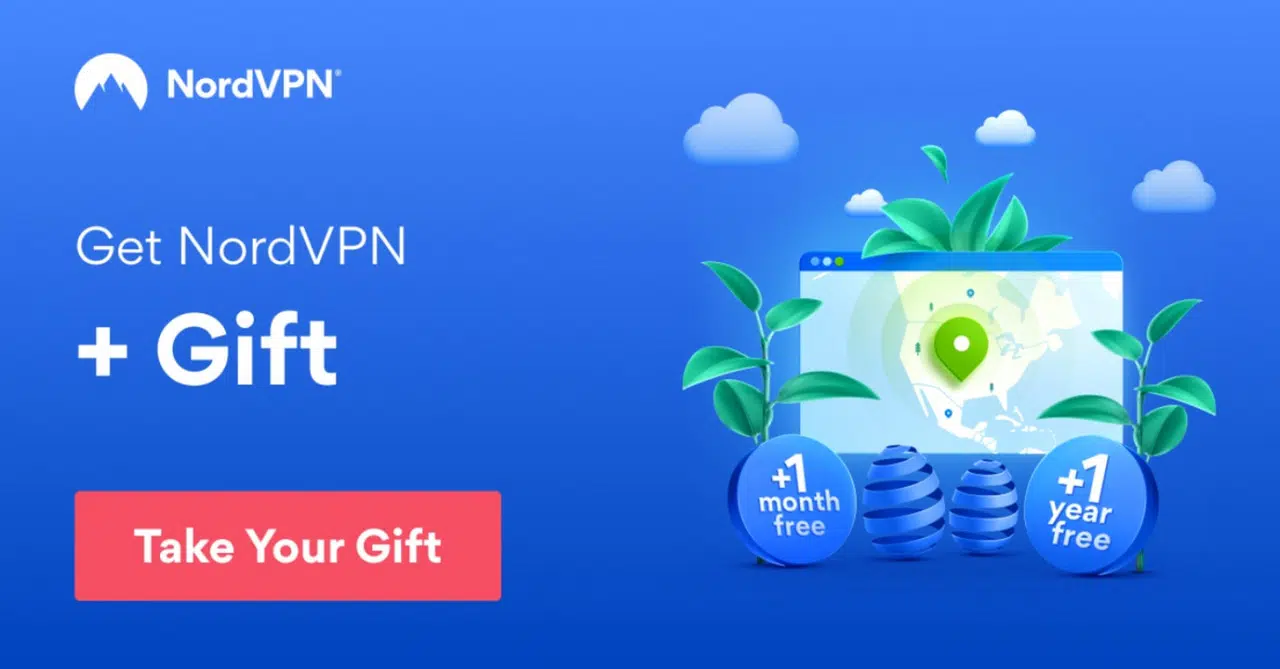 NordVPN®
Get NordVPN
+ Gift
Take Your Gift
+1
month
free
+1
year
free